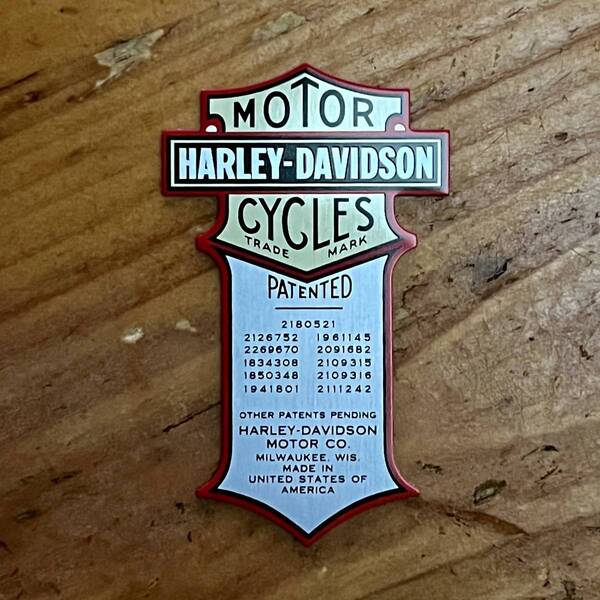 MOTOR
HARLEY-DAVIDSON
CYCLES
TRADE MARK
PATENTED
2180521
2126752 1961145
2269670 2091682
1834308 2109315
1850348 2109316
1941801 2111242
OTHER PATENTS PENDING
HARLEY-DAVIDSON
MOTOR CO.
MILWAUKEE. WIS.
MADE IN
UNITED STATES OF
AMERICA